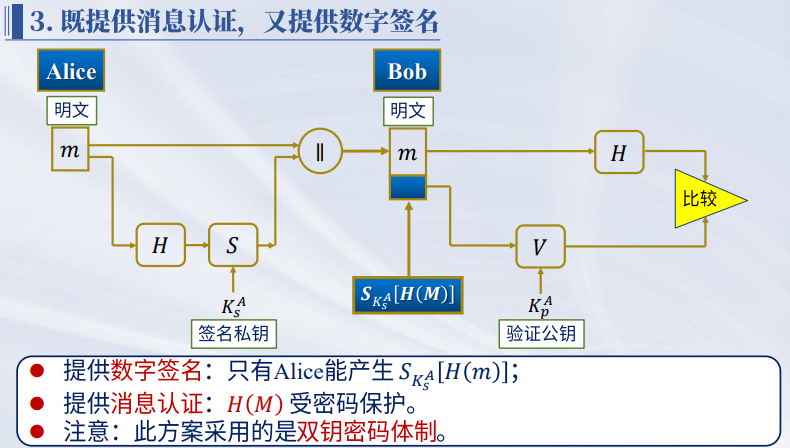 3. 既提供消息认证，又提供数字签名
Alice
Bob
明文
明文
m
‖
m
H
比较
H
S
V
K_s^A
S_{K_s^A}[H(M)]
K_p^A
签名私钥
验证公钥
提供数字签名：只有Alice能产生 S_{K_s^A}[H(m)]；
提供消息认证：H(M) 受密码保护。
注意：此方案采用的是双钥密码体制。